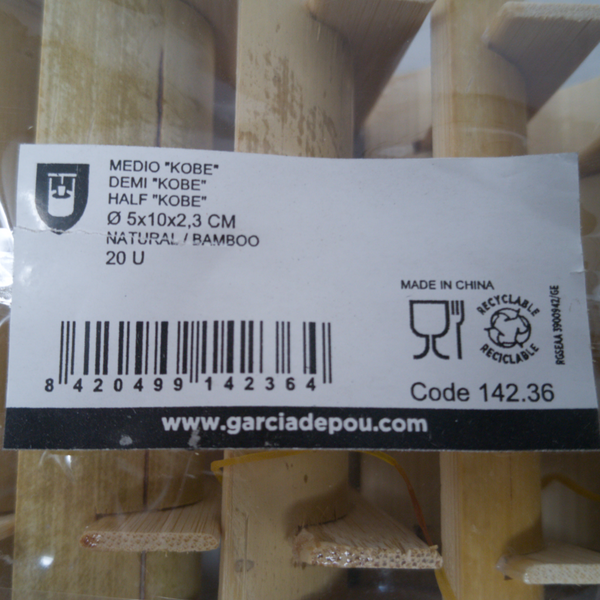 MEDIO "KOBE"
DEMI "KOBE"
HALF "KOBE"
Ø 5x10x2,3 CM
NATURAL / BAMBOO
20 U
MADE IN CHINA
RECYCLABLE
RECICLABLE
RGSEAA 3900942/GE
8 420499 142364
Code 142.36
www.garciadepou.com